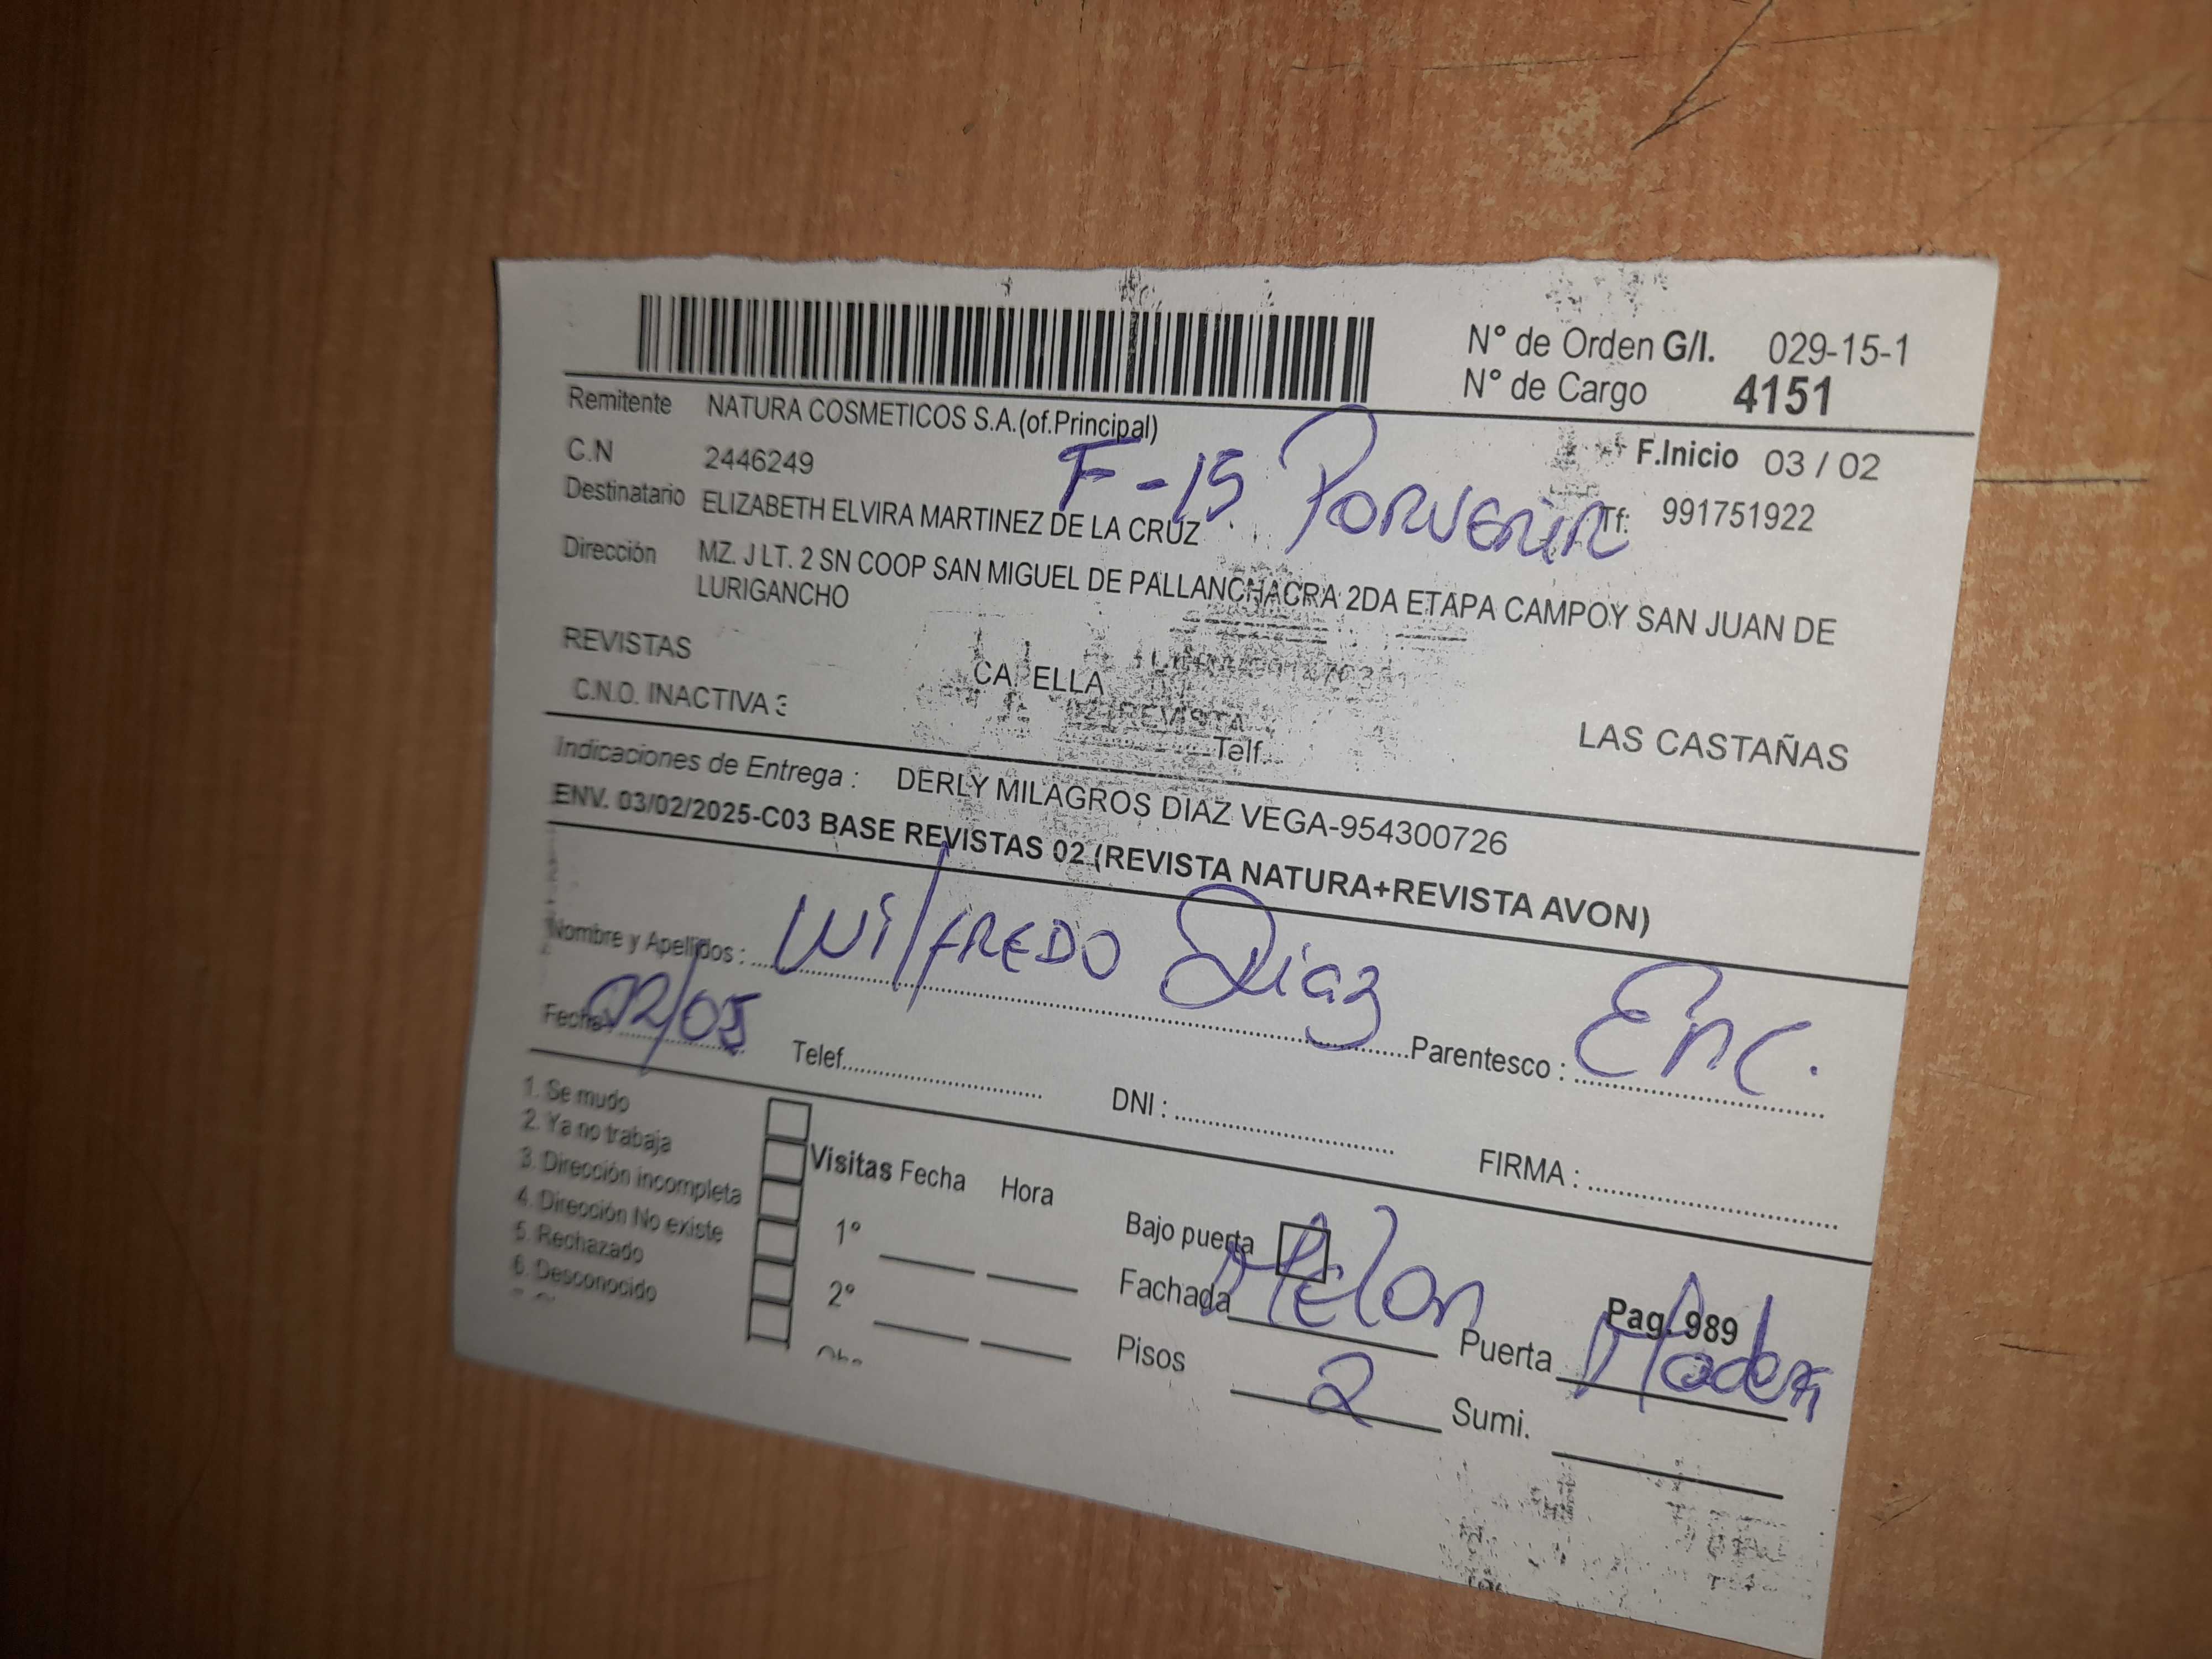 N° de Orden G/I. 029-15-1
N° de Cargo 4151
Remitente NATURA COSMETICOS S.A.(of.Principal)
C.N 2446249 F-15 PORVENIR F.Inicio 03 / 02
Destinatario ELIZABETH ELVIRA MARTINEZ DE LA CRUZ Tf: 991751922
Dirección MZ. J LT. 2 SN COOP SAN MIGUEL DE PALLANCHACRA 2DA ETAPA CAMPOY SAN JUAN DE
LURIGANCHO
REVISTAS CAPELLA LAS CASTAÑAS
C.N.O. INACTIVA 3 Telf.
Indicaciones de Entrega : DERLY MILAGROS DIAZ VEGA-954300726
ENV. 03/02/2025-C03 BASE REVISTAS 02 (REVISTA NATURA+REVISTA AVON)
Nombre y Apellidos : Wilfredo Diaz Parentesco : Enc.
Fecha : 02/05 Telef. DNI : FIRMA :
1. Se mudo
2. Ya no trabaja
3. Dirección incompleta
4. Dirección No existe
5. Rechazado
6. Desconocido
Visitas Fecha Hora
1°
2°
Bajo puerta
Fachada Melon Puerta
Pag. 989
Pisos 2 Sumi.